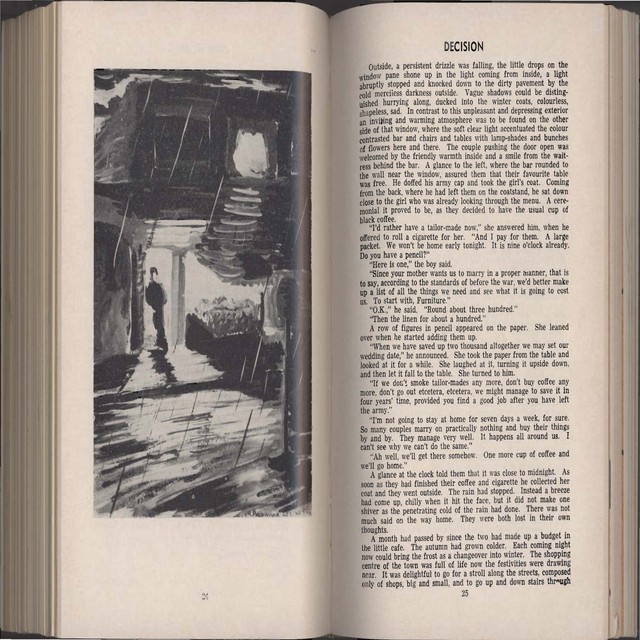 24
DECISION
Outside, a persistent drizzle was falling, the little drops on the
window pane shone up in the light coming from inside, a light
abruptly stopped and knocked down to the dirty pavement by the
cold merciless darkness outside. Vague shadows could be disting-
uished hurrying along, ducked into the winter coats, colourless,
shapeless, sad. In contrast to this unpleasant and depressing exterior
an inviting and warming atmosphere was to be found on the other
side of that window, where the soft clear light accentuated the colour
contrasted bar and chairs and tables with lamp-shades and bunches
of flowers here and there. The couple pushing the door open was
welcomed by the friendly warmth inside and a smile from the wait-
ress behind the bar. A glance to the left, where the bar rounded to
the wall near the window, assured them that their favourite table
was free. He doffed his army cap and took the girl's coat. Coming
from the back, where he had left them on the coatstand, he sat down
close to the girl who was already looking through the menu. A cere-
monial it proved to be, as they decided to have the usual cup of
black coffee.
"I'd rather have a tailor-made now," she answered him, when he
offered to roll a cigarette for her. "And I pay for them. A large
packet. We won't be home early tonight. It is nine o'clock already.
Do you have a pencil?"
"Here is one," the boy said.
"Since your mother wants us to marry in a proper manner, that is
to say, according to the standards of before the war, we'd better make
up a list of all the things we need and see what it is going to cost
us. To start with, Furniture."
"O.K.," he said. "Round about three hundred."
"Then the linen for about a hundred."
A row of figures in pencil appeared on the paper. She leaned
over when he started adding them up.
"When we have saved up two thousand altogether we may set our
wedding date," he announced. She took the paper from the table and
looked at it for a while. She laughed at it, turning it upside down,
and then let it fall to the table. She turned to him.
"If we don't smoke tailor-mades any more, don't buy coffee any
more, don't go out etcetera, etcetera, we might manage to save it in
four years' time, provided you find a good job after you have left
the army."
"I'm not going to stay at home for seven days a week, for sure.
So many couples marry on practically nothing and buy their things
by and by. They manage very well. It happens all around us. I
can't see why we can't do the same."
"Ah well, we'll get there somehow. One more cup of coffee and
we'll go home."
A glance at the clock told them that it was close to midnight. As
soon as they had finished their coffee and cigarette he collected her
coat and they went outside. The rain had stopped. Instead a breeze
had come up, chilly when it hit the face, but it did not make one
shiver as the penetrating cold of the rain had done. There was not
much said on the way home. They were both lost in their own
thoughts.
A month had passed by since the two had made up a budget in
the little cafe. The autumn had grown colder. Each coming night
now could bring the frost as a changeover into winter. The shopping
centre of the town was full of life now the festivities were drawing
near. It was delightful to go for a stroll along the streets, composed
only of shops, big and small, and to go up and down stairs through
25